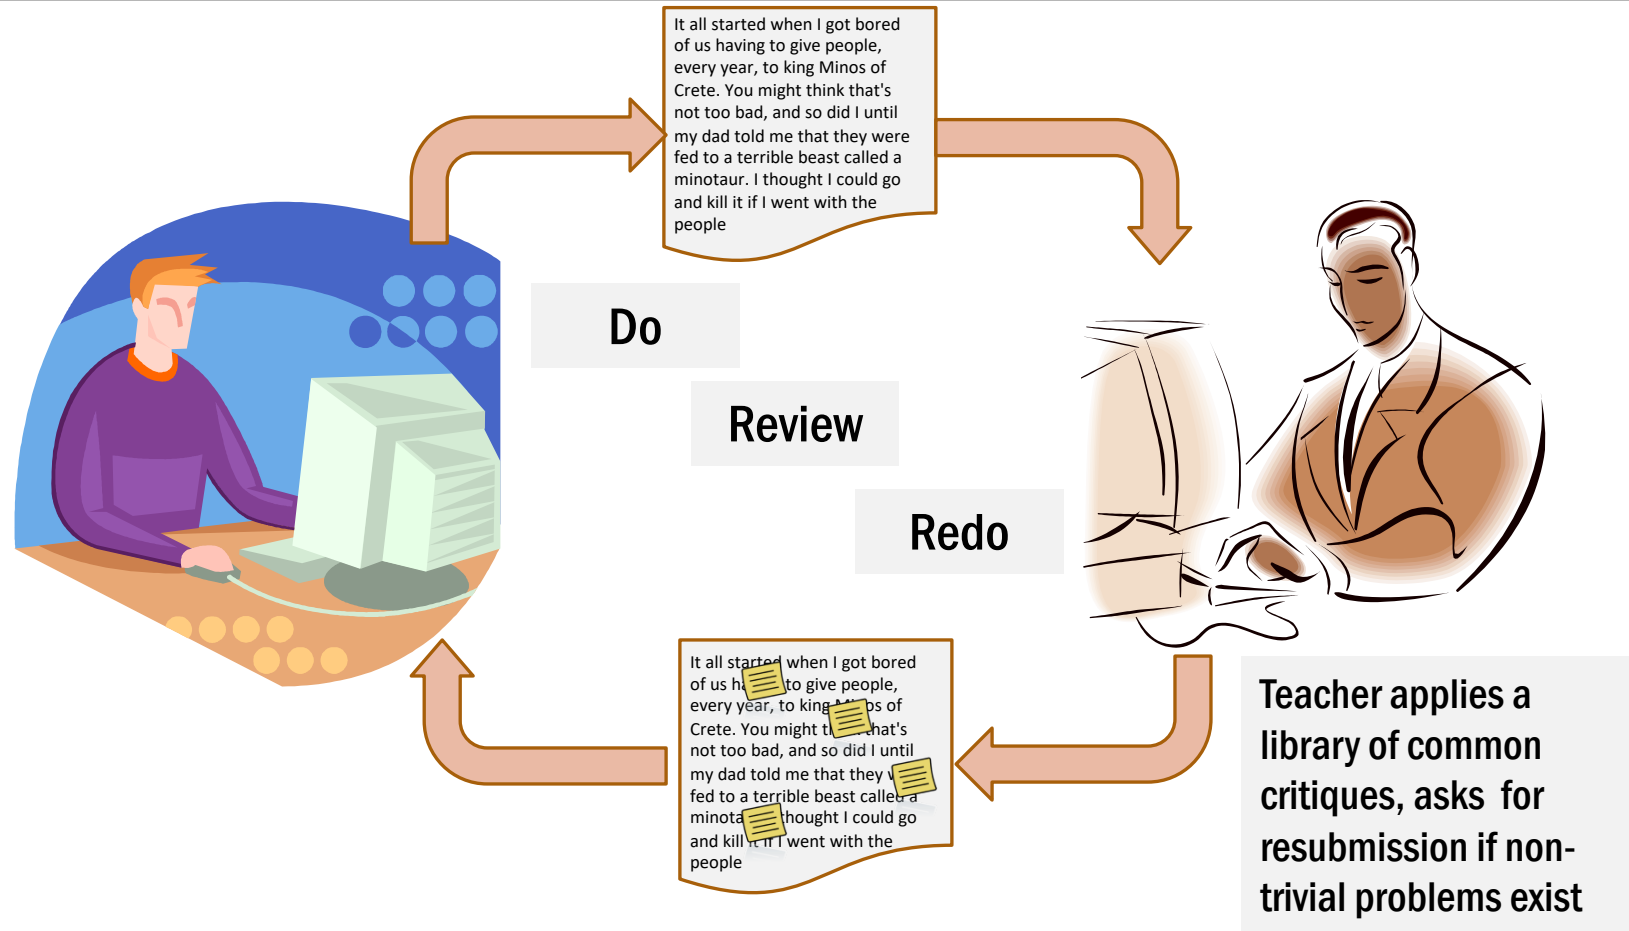 It all started when I got bored
of us having to give people,
every year, to king Minos of
Crete. You might think that's
not too bad, and so did I until
my dad told me that they were
fed to a terrible beast called a
minotaur. I thought I could go
and kill it if I went with the
people
Do
Review
Redo
It all started when I got bored
of us to give people,
every year, to king of
Crete. You might that's
not too bad, and so did I until
my dad told me that they
fed to a terrible beast called a
thought I could go
and kill it if I went with the
people
Teacher applies a
library of common
critiques, asks for
resubmission if non-
trivial problems exist